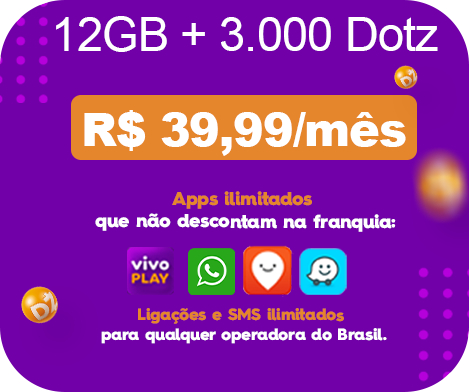 12GB + 3.000 Dotz
R$ 39,99/mês
Apps ilimitados
que não descontam na franquia:
vivo
PLAY
Ligações e SMS ilimitados
para qualquer operadora do Brasil.